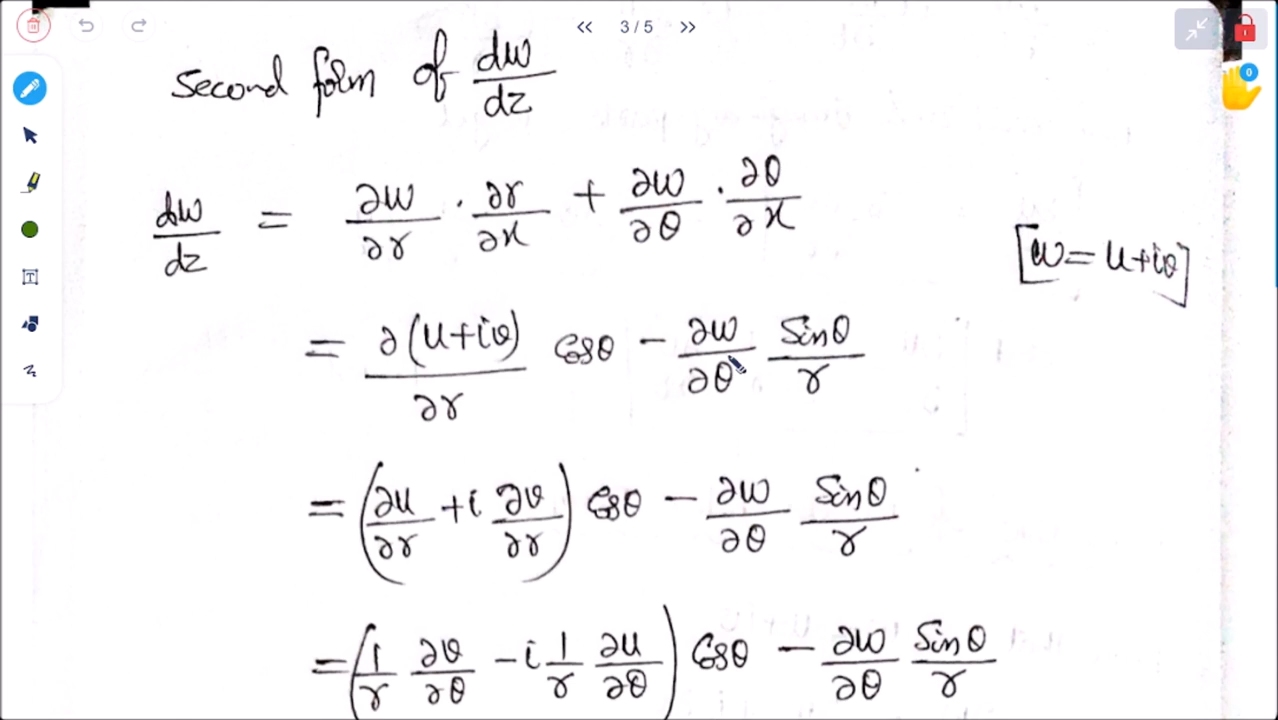 << 3 / 5 >>
0
Second form of dw/dz
dw/dz = ∂w/∂r · ∂r/∂x + ∂w/∂θ · ∂θ/∂x
[w = u+iv]
= ∂(u+iv)/∂r cosθ − ∂w/∂θ sinθ/r
= (∂u/∂r + i ∂v/∂r) cosθ − ∂w/∂θ sinθ/r
= (1/r ∂v/∂θ − i 1/r ∂u/∂θ) cosθ − ∂w/∂θ sinθ/r